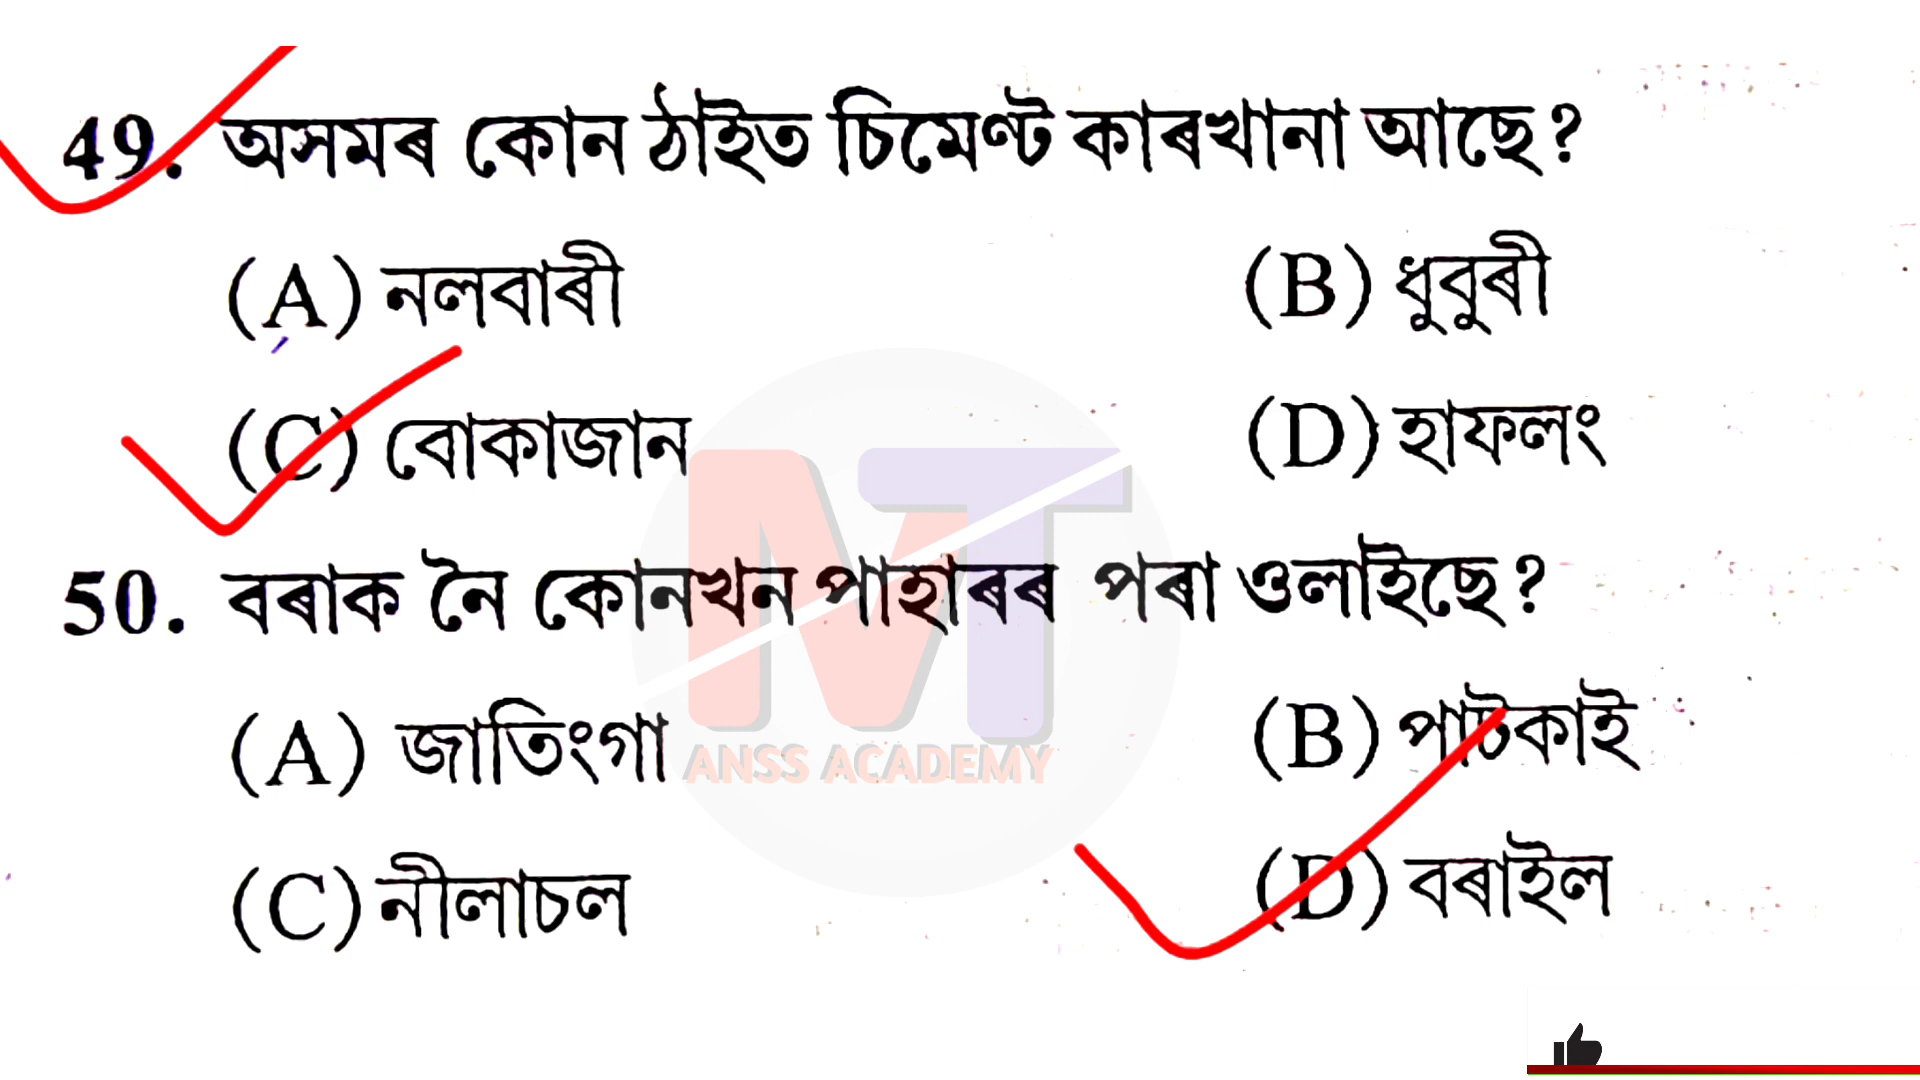 49. অসমৰ কোন ঠাইত চিমেণ্ট কাৰখানা আছে?
(A) নলবাৰী (B) ধুবুৰী
(C) বোকাজান (D) হাফলং
50. বৰাক নৈ কোনখন পাহাৰৰ পৰা ওলাইছে?
(A) জাতিংগা (B) পাটকাই
ANSS ACADEMY
(C) নীলাচল (D) বৰাইল